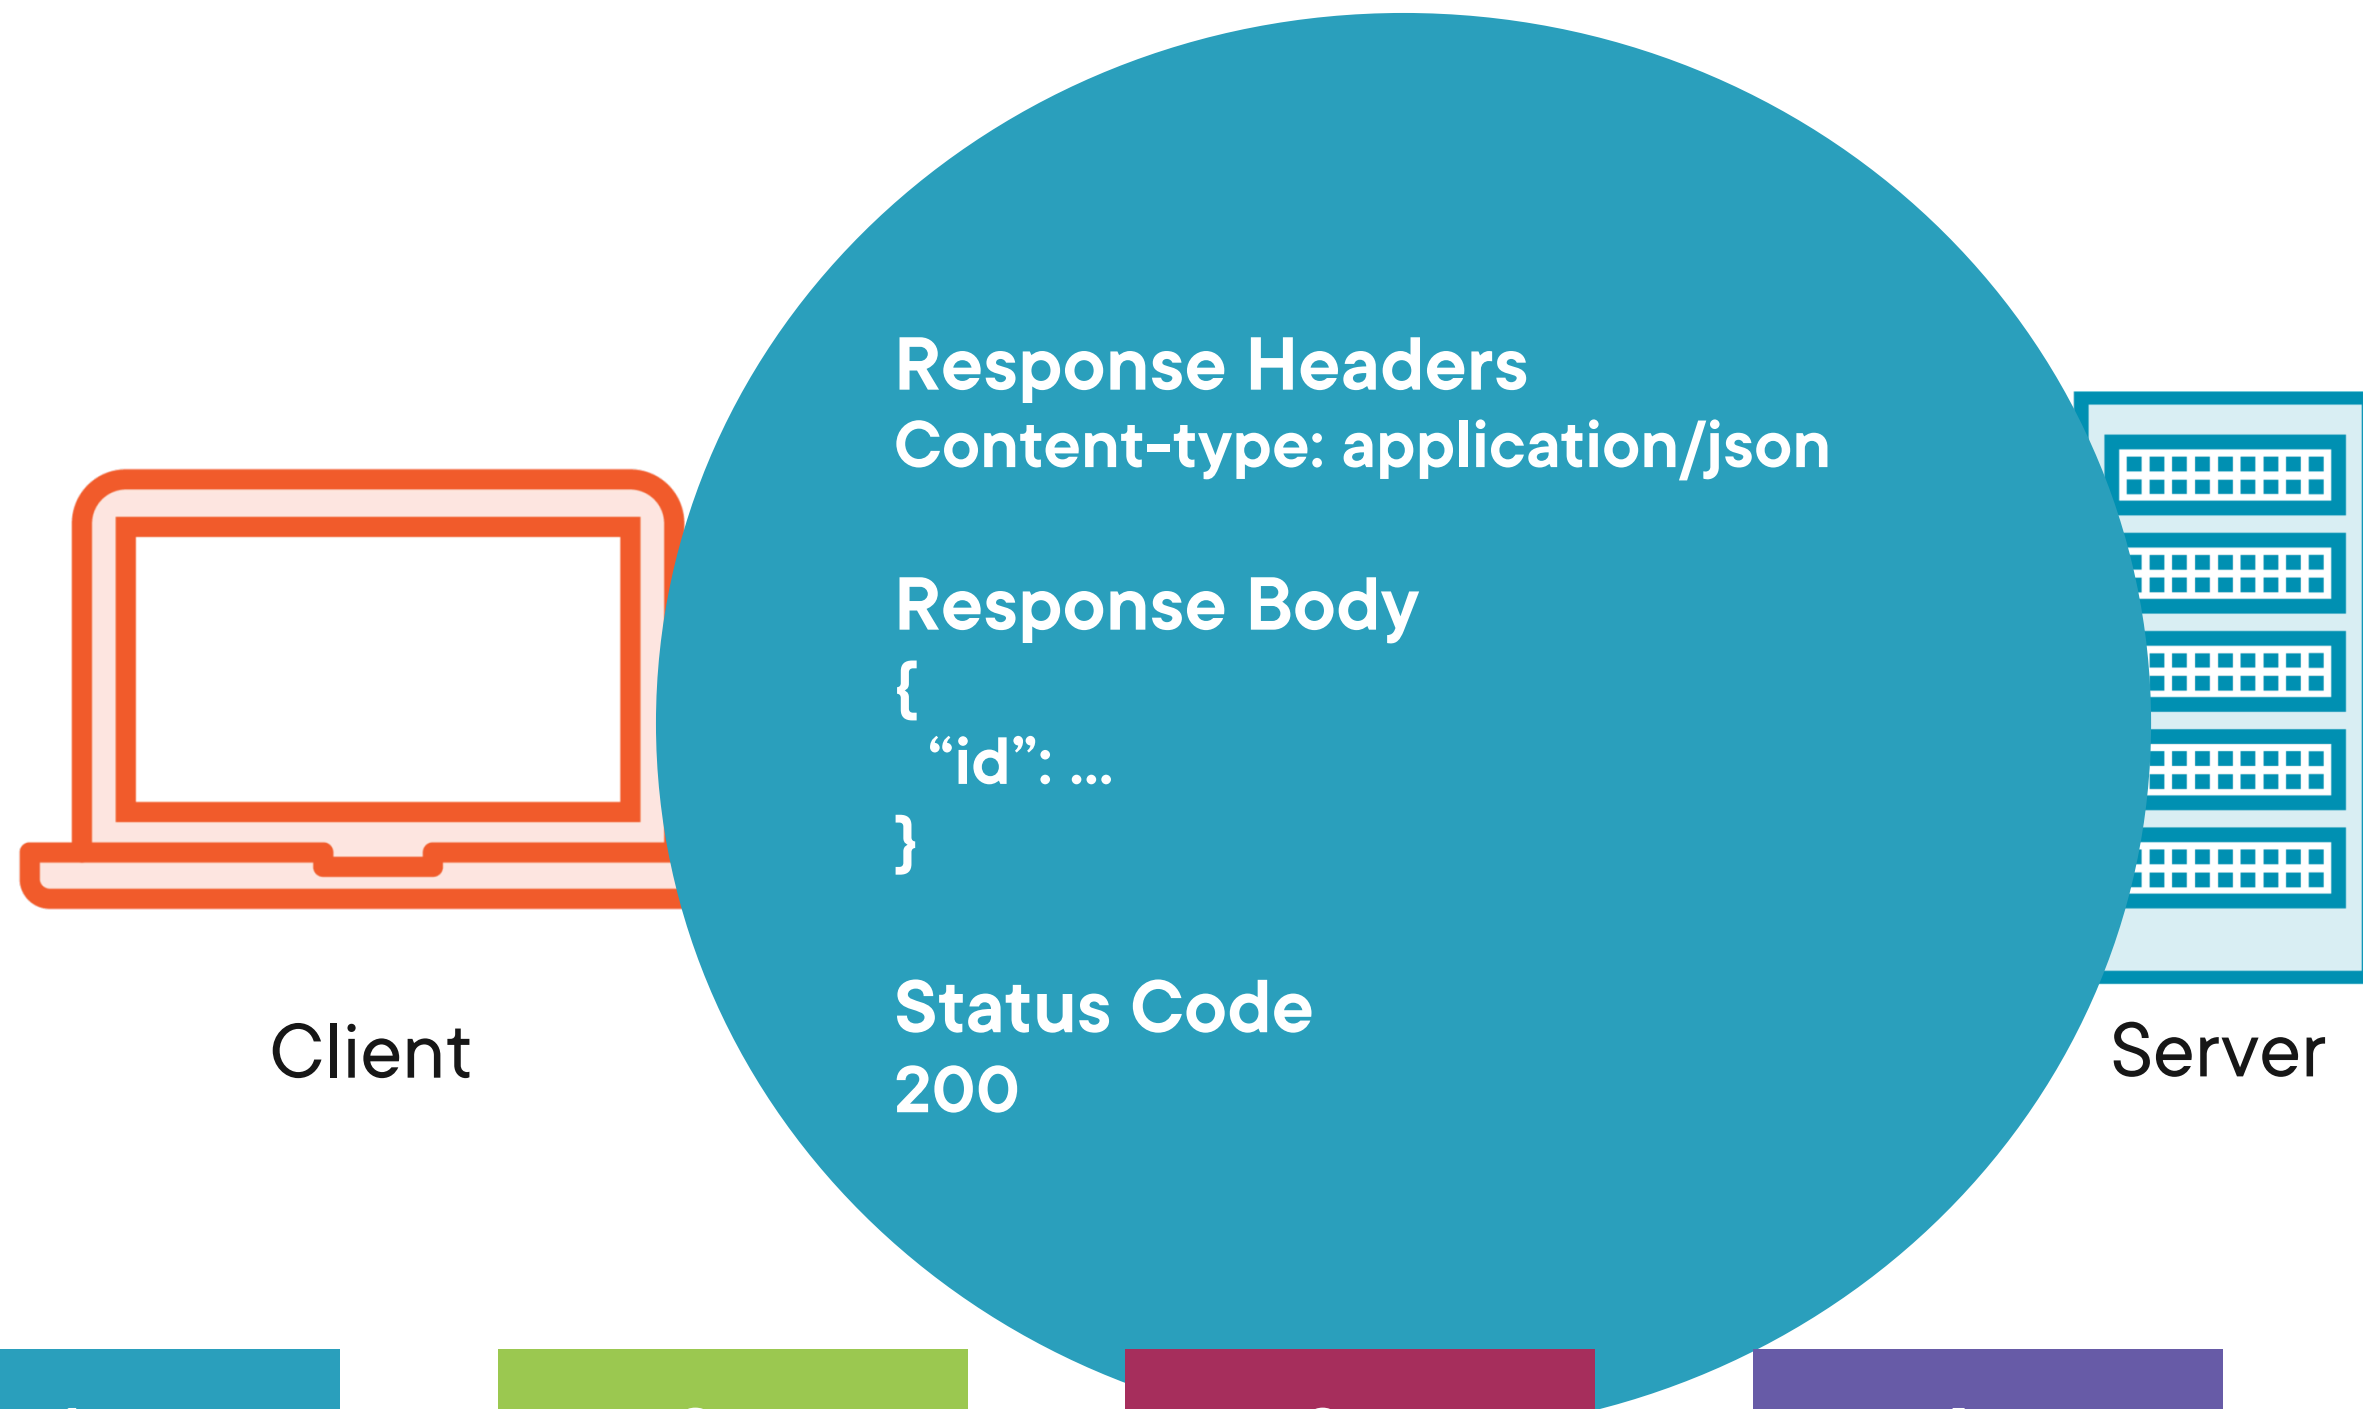 Response Headers
Content-type: application/json
Response Body
{
“id”: ...
}
Status Code
200
Client
Server